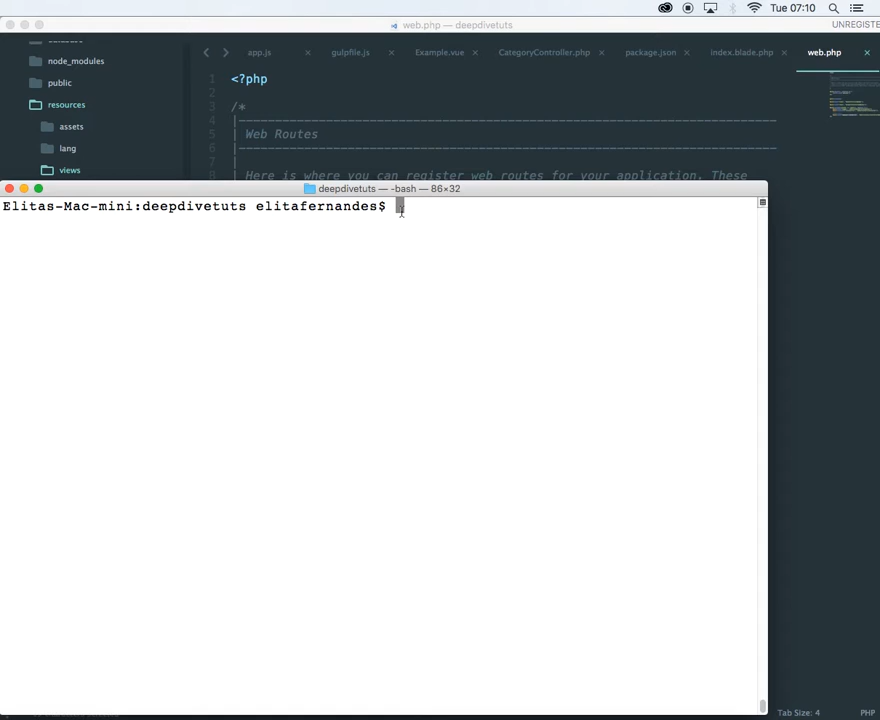 Tue 07:10
web.php — deepdivetuts
UNREGISTE
node_modules
public
resources
assets
lang
views
app.js
gulpfile.js
Example.vue
CategoryController.php
package.json
index.blade.php
web.php
1 <?php
2
3 /*
4 |--------------------------------------------------------------------------
5 | Web Routes
6 |--------------------------------------------------------------------------
7 |
8 | Here is where you can register web routes for your application. These
deepdivetuts — -bash — 86×32
Elitas-Mac-mini:deepdivetuts elitafernandes$
Tab Size: 4
PHP